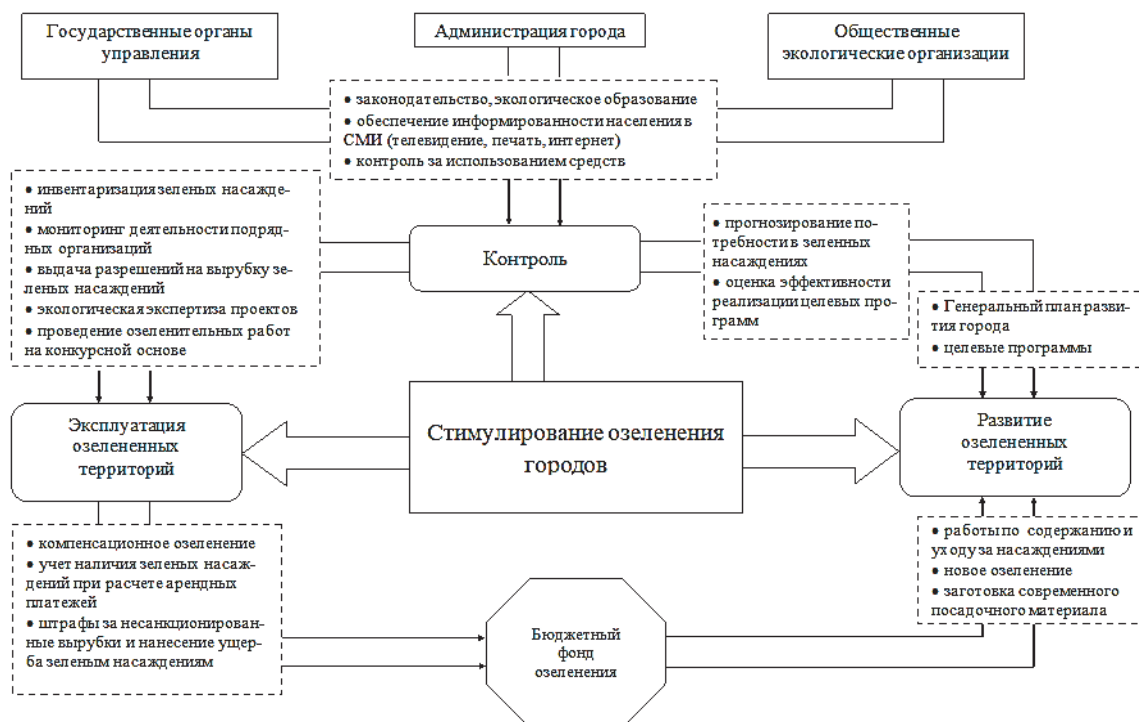 Государственные органы
управления
Администрация города
Общественные
экологические организации
● законодательство, экологическое образование
● обеспечение информированности населения в
СМИ (телевидение, печать, интернет)
● контроль за использованием средств
● инвентаризация зеленых насажде-
ний
● мониторинг деятельности подряд-
ных организаций
● выдача разрешений на вырубку зе-
леных насаждений
● экологическая экспертиза проектов
● проведение озеленительных работ
на конкурсной основе
Контроль
● прогнозирование по-
требности в зеленных
насаждениях
● оценка эффективности
реализации целевых про-
грамм
● Генеральный план разви-
тия города
● целевые программы
Эксплуатация
озелененных
территорий
Стимулирование озеленения
городов
Развитие
озелененных
территорий
● компенсационное озеленение
● учет наличия зеленых насаж-
дений при расчете арендных
платежей
● штрафы за несанкционирован-
ные вырубки и нанесение ущер-
ба зеленым насаждениям
Бюджетный
фонд
озеленения
● работы по содержанию и
уходу за насаждениями
● новое озеленение
● заготовка современного
посадочного материала